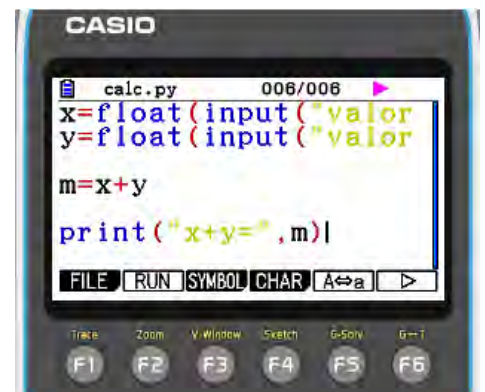 CASIO
calc.py 006/006
x=float(input("valor
y=float(input("valor
m=x+y
print("x+y=",m)
FILE RUN SYMBOL CHAR A⇔a ▷
Trace Zoom V-Window Sketch G-Solv G↔T
F1 F2 F3 F4 F5 F6